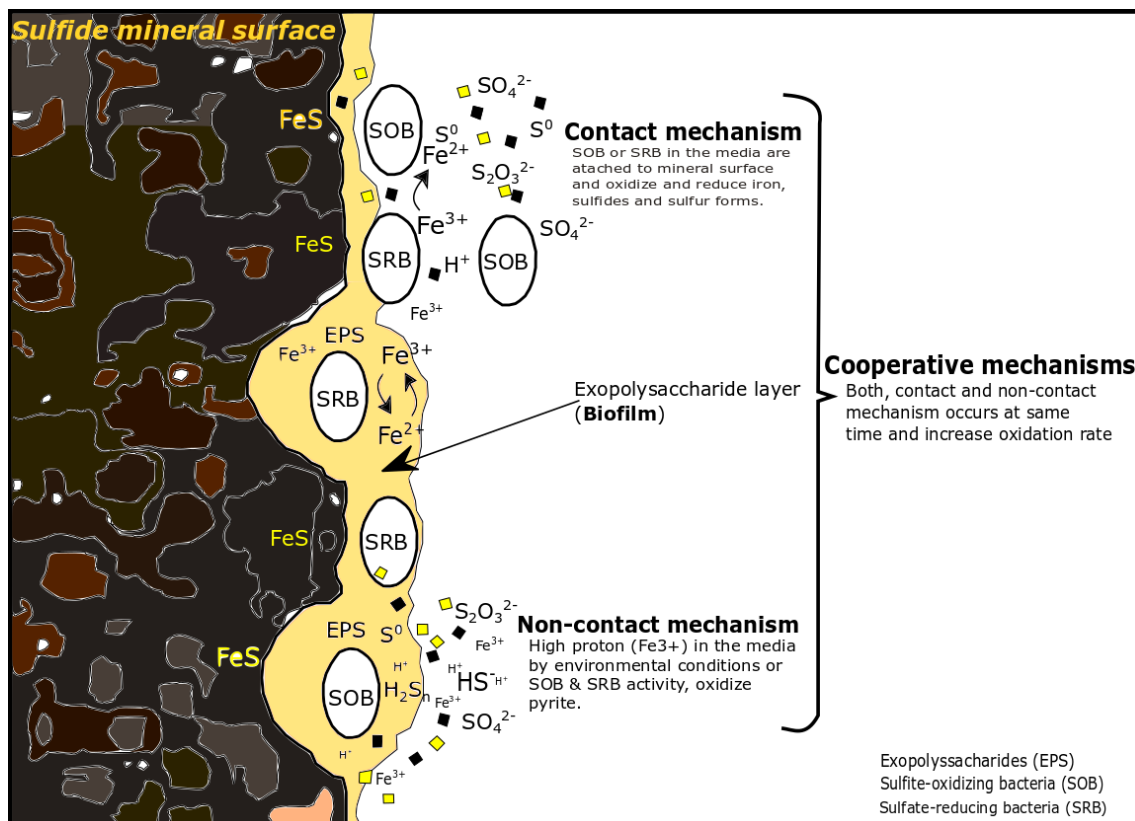 Sulfide mineral surface
FeS
SOB
S⁰
Fe²⁺
SO₄²⁻
S⁰
Contact mechanism
SOB or SRB in the media are
attached to mineral surface
and oxidize and reduce iron,
sulfides and sulfur forms.
S₂O₃²⁻
Fe³⁺
SO₄²⁻
FeS
SRB
H⁺
SOB
Fe³⁺
EPS
Fe³⁺
Fe³⁺
SRB
Fe²⁺
Exopolysaccharide layer
(Biofilm)
Cooperative mechanisms
Both, contact and non-contact
mechanism occurs at same
time and increase oxidation rate
FeS
SRB
S₂O₃²⁻
EPS
S⁰
Fe³⁺
Non-contact mechanism
High proton (Fe3+) in the media
by environmental conditions or
SOB & SRB activity, oxidize
pyrite.
FeS
H⁺
H⁺
HS⁻
H⁺
SOB
H₂Sₙ
Fe³⁺
SO₄²⁻
H⁺
Fe³⁺
Exopolyssacharides (EPS)
Sulfite-oxidizing bacteria (SOB)
Sulfate-reducing bacteria (SRB)